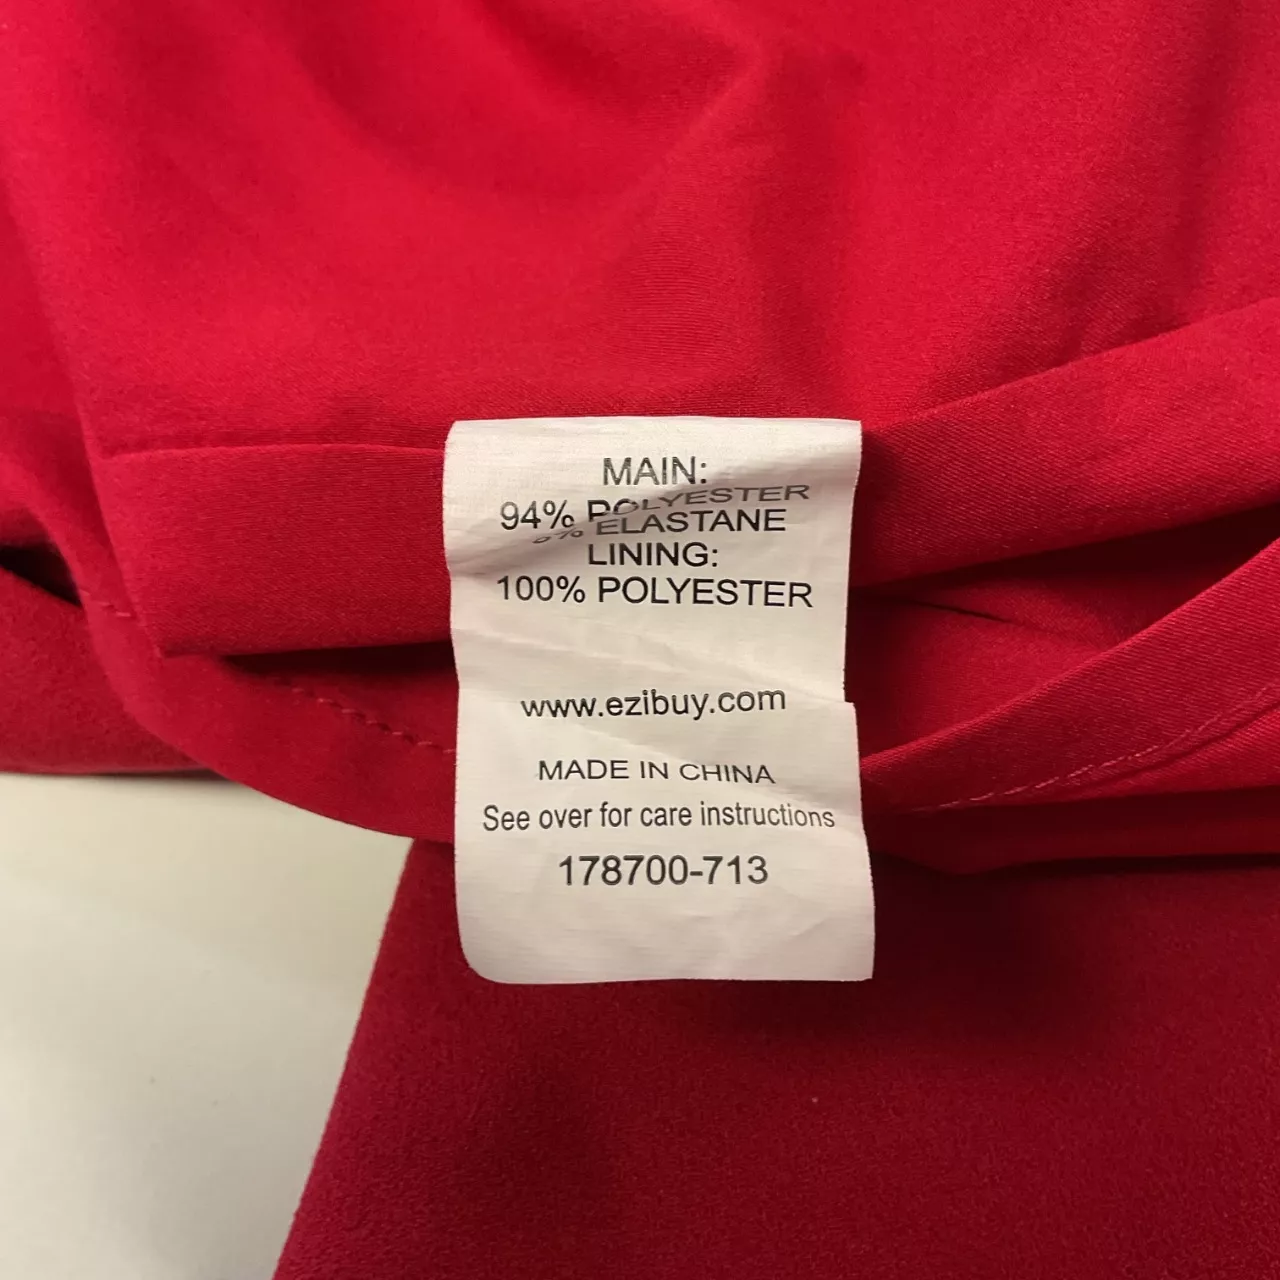 MAIN:
94% POLYESTER
% ELASTANE
LINING:
100% POLYESTER
www.ezibuy.com
MADE IN CHINA
See over for care instructions
178700-713